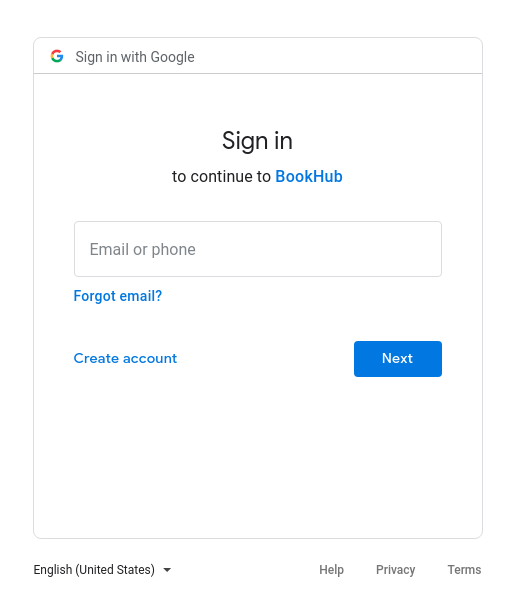 Sign in with Google
Sign in
to continue to BookHub
Email or phone
Forgot email?
Create account
Next
English (United States)
Help
Privacy
Terms